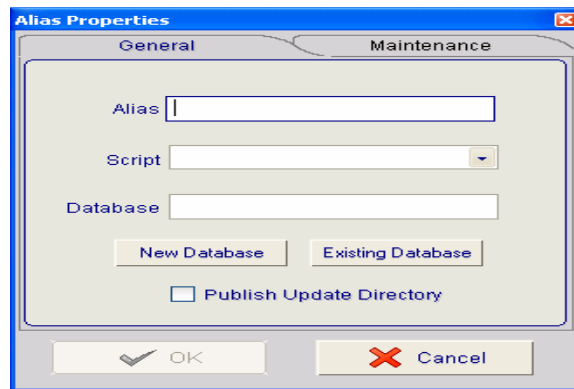 Alias Properties
General Maintenance
Alias
Script
Database
New Database Existing Database
Publish Update Directory
OK Cancel